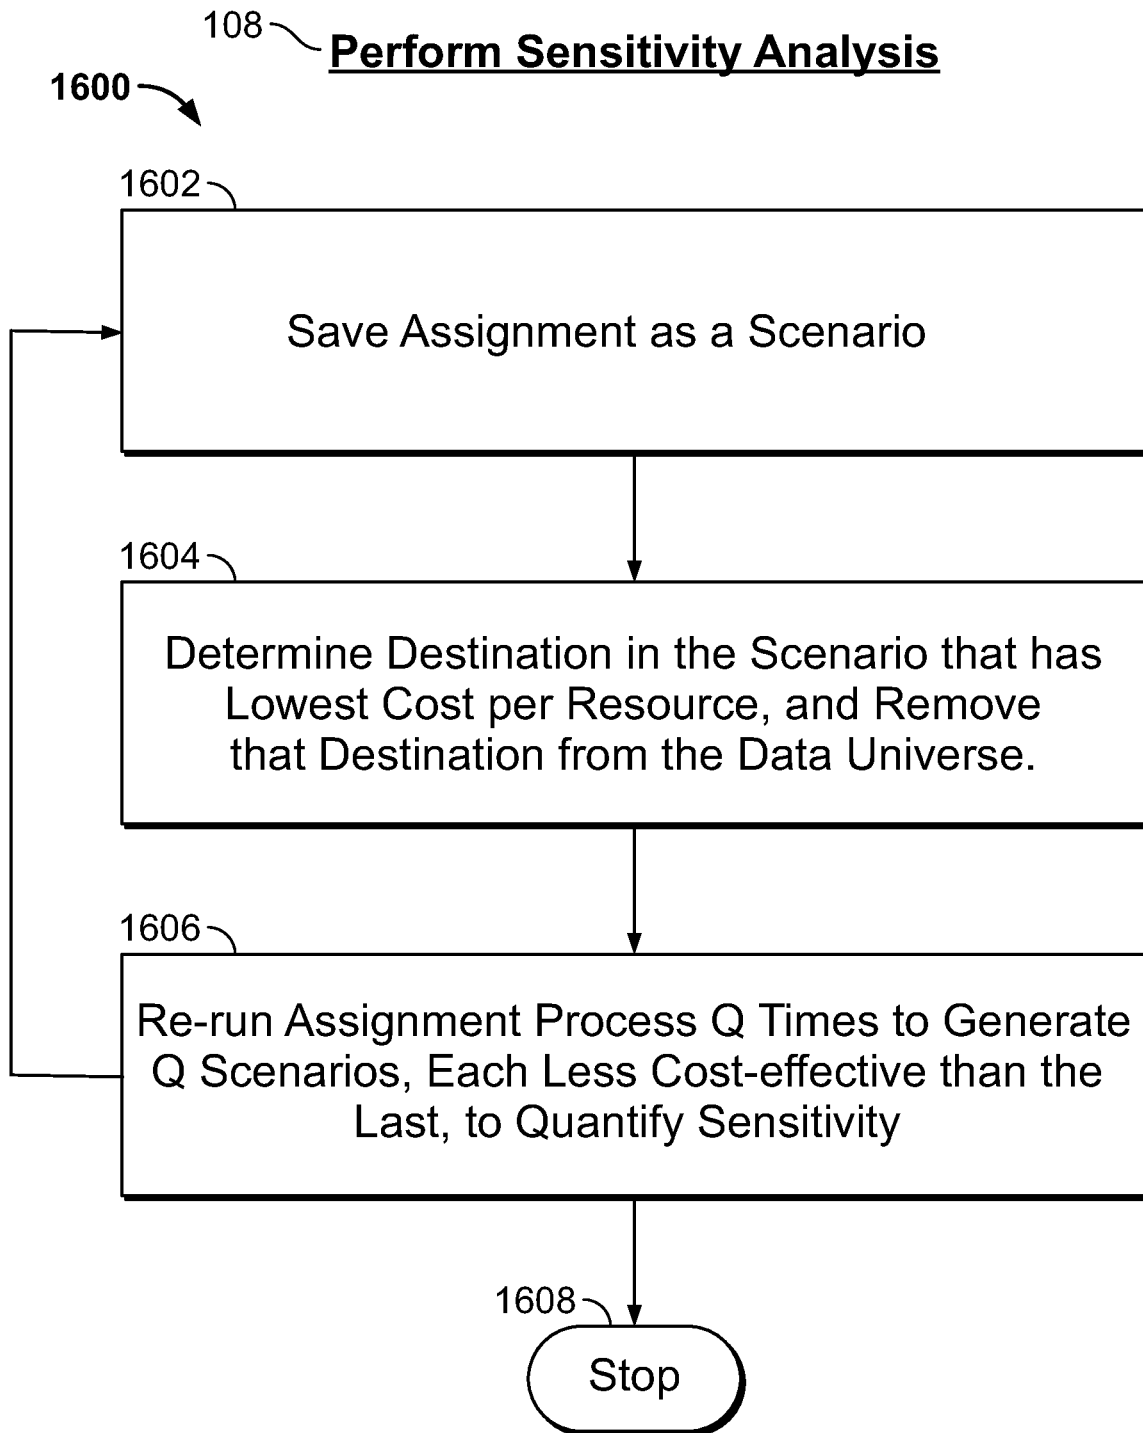 108
Perform Sensitivity Analysis
1600
1602
Save Assignment as a Scenario
1604
Determine Destination in the Scenario that has
Lowest Cost per Resource, and Remove
that Destination from the Data Universe.
1606
Re-run Assignment Process Q Times to Generate
Q Scenarios, Each Less Cost-effective than the
Last, to Quantify Sensitivity
1608
Stop